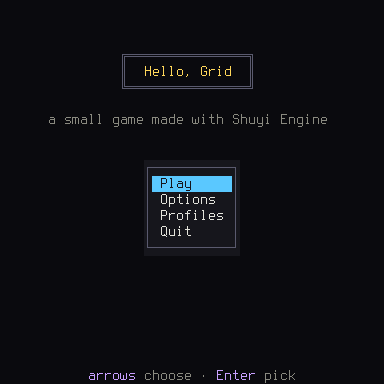 Hello, Grid
a small game made with Shuyi Engine
Play
Options
Profiles
Quit
arrows choose · Enter pick